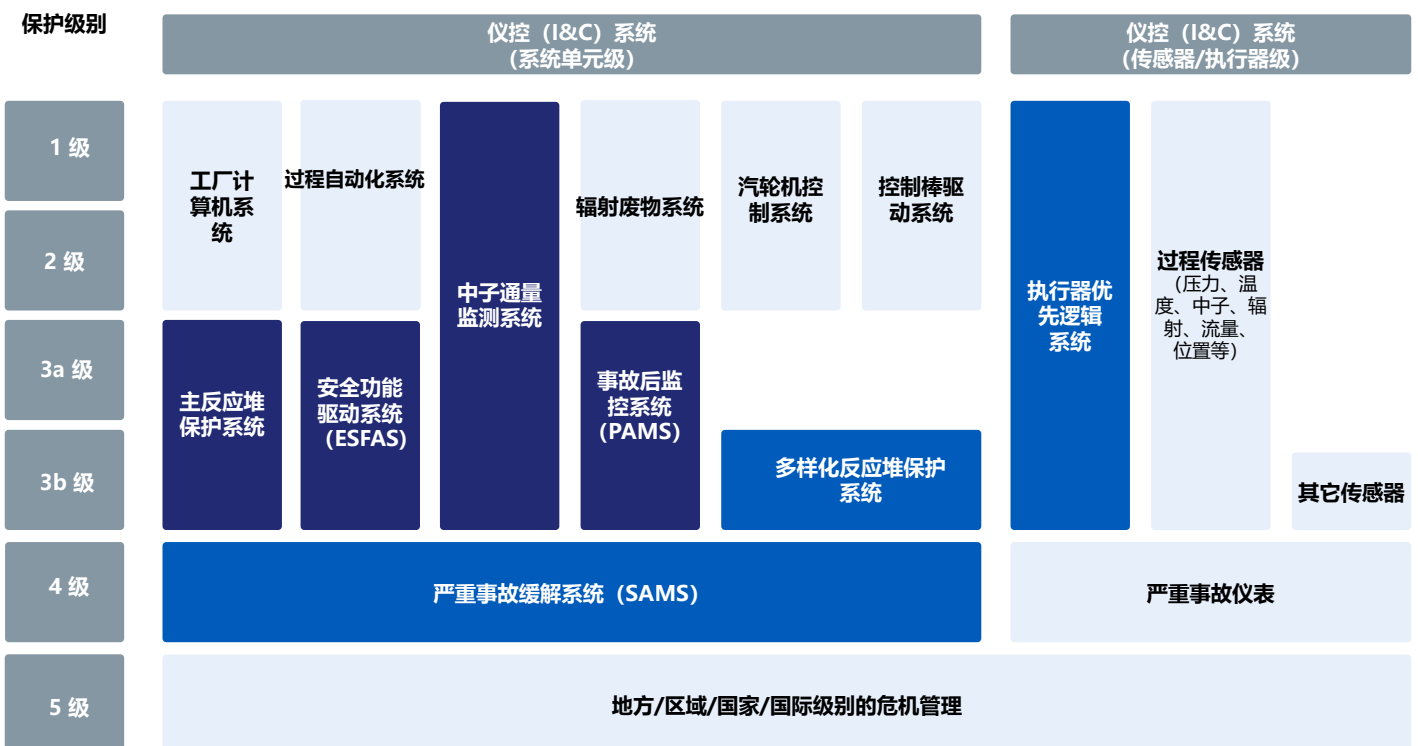 保护级别
仪控（I&C）系统
（系统单元级）
仪控（I&C）系统
（传感器/执行器级）
1 级
2 级
3a 级
3b 级
4 级
5 级
工厂计
算机系
统
过程自动化系统
中子通量
监测系统
辐射废物系统
汽轮机控
制系统
控制棒驱
动系统
执行器优
先逻辑
系统
过程传感器
（压力、温
度、中子、辐
射、流量、
位置等）
主反应堆
保护系统
安全功能
驱动系统
（ESFAS）
事故后监
控系统
（PAMS）
多样化反应堆保护
系统
其它传感器
严重事故缓解系统（SAMS）
严重事故仪表
地方/区域/国家/国际级别的危机管理